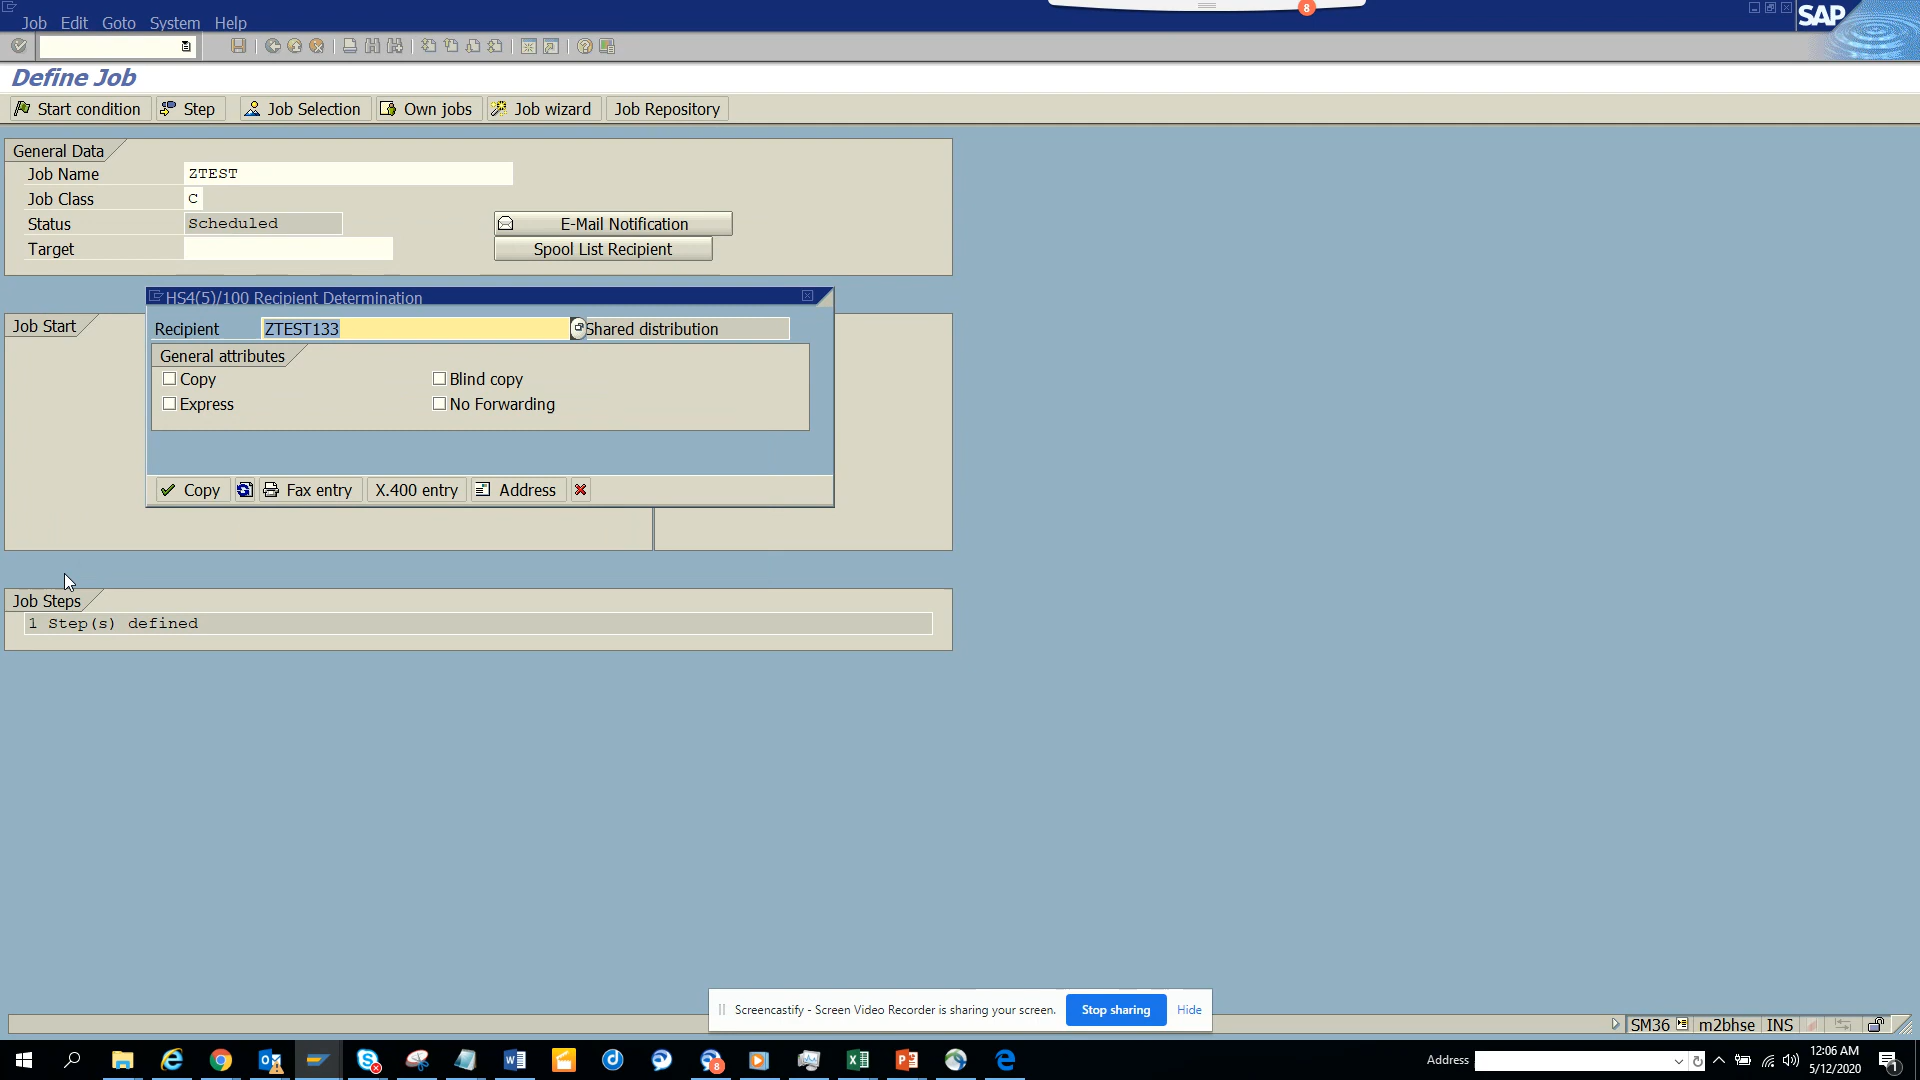 8
Job Edit Goto System Help
SAP
Define Job
Start condition Step Job Selection Own jobs Job wizard Job Repository
General Data
Job Name ZTEST
Job Class C
Status Scheduled E-Mail Notification
Target Spool List Recipient
HS4(5)/100 Recipient Determination
Job Start
Recipient ZTEST133 Shared distribution
General attributes
Copy Blind copy
Express No Forwarding
Copy Fax entry X.400 entry Address
Job Steps
1 Step(s) defined
Screencastify - Screen Video Recorder is sharing your screen. Stop sharing Hide
SM36 m2bhse INS
8
Address
12:06 AM
5/12/2020
1